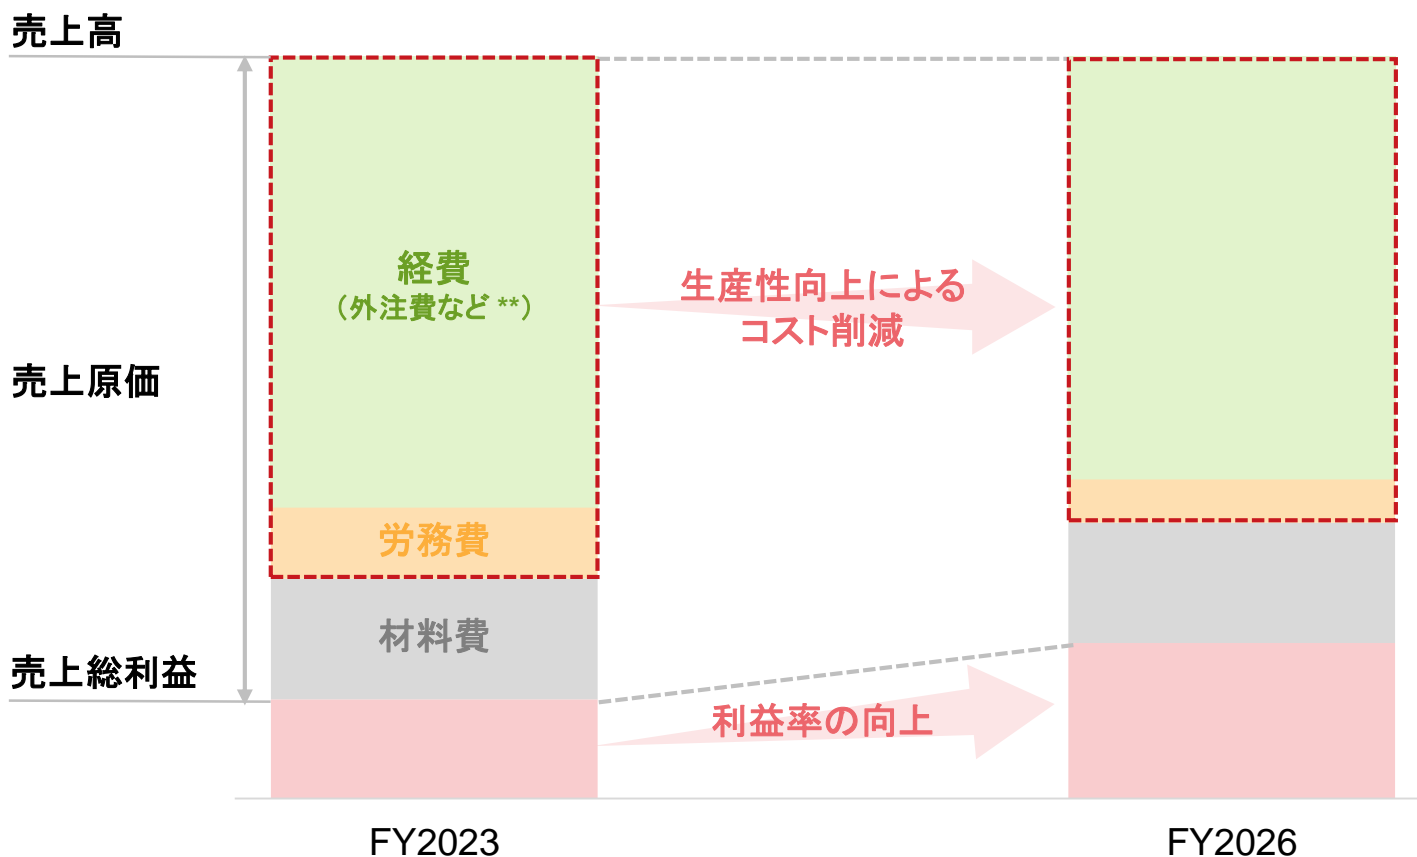 売上高
経費
（外注費など **）
生産性向上による
コスト削減
売上原価
労務費
材料費
売上総利益
利益率の向上
FY2023
FY2026